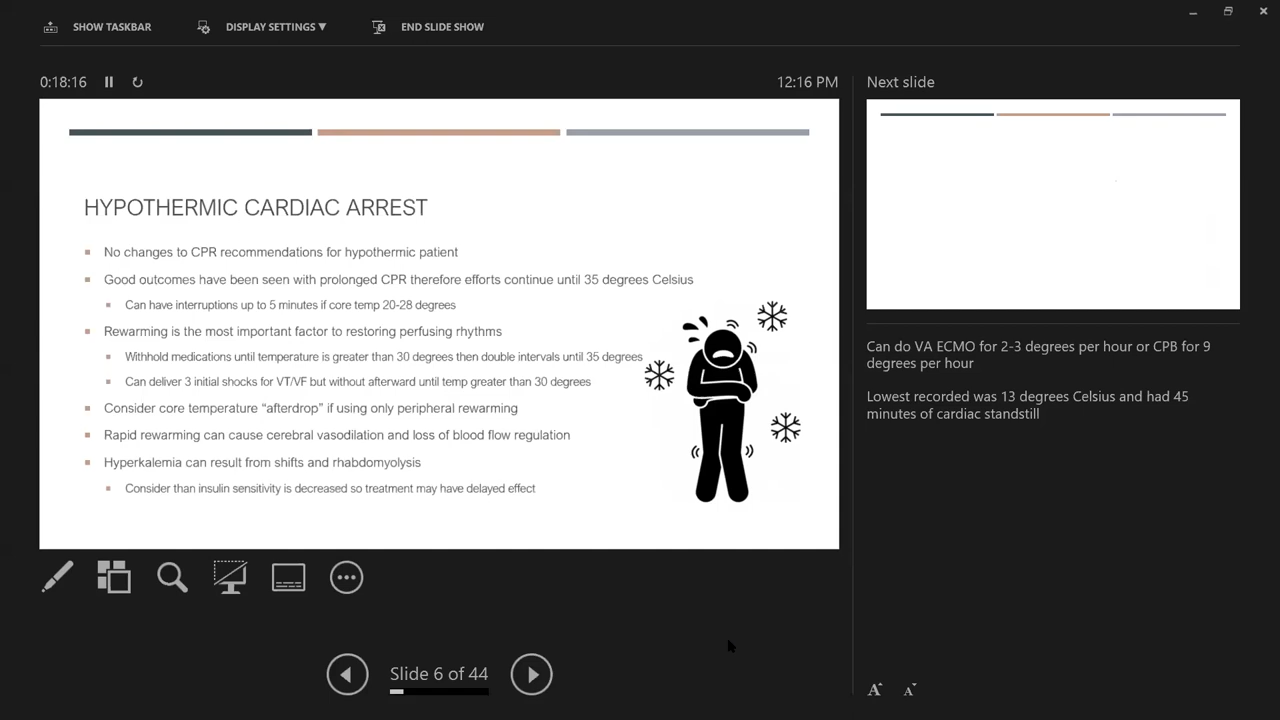 SHOW TASKBAR
DISPLAY SETTINGS ▼
END SLIDE SHOW
0:18:16
12:16 PM
Next slide
HYPOTHERMIC CARDIAC ARREST
No changes to CPR recommendations for hypothermic patient
Good outcomes have been seen with prolonged CPR therefore efforts continue until 35 degrees Celsius
Can have interruptions up to 5 minutes if core temp 20-28 degrees
Rewarming is the most important factor to restoring perfusing rhythms
Withhold medications until temperature is greater than 30 degrees then double intervals until 35 degrees
Can deliver 3 initial shocks for VT/VF but without afterward until temp greater than 30 degrees
Consider core temperature “afterdrop” if using only peripheral rewarming
Rapid rewarming can cause cerebral vasodilation and loss of blood flow regulation
Hyperkalemia can result from shifts and rhabdomyolysis
Consider than insulin sensitivity is decreased so treatment may have delayed effect
Can do VA ECMO for 2-3 degrees per hour or CPB for 9
degrees per hour
Lowest recorded was 13 degrees Celsius and had 45
minutes of cardiac standstill
Slide 6 of 44
A A